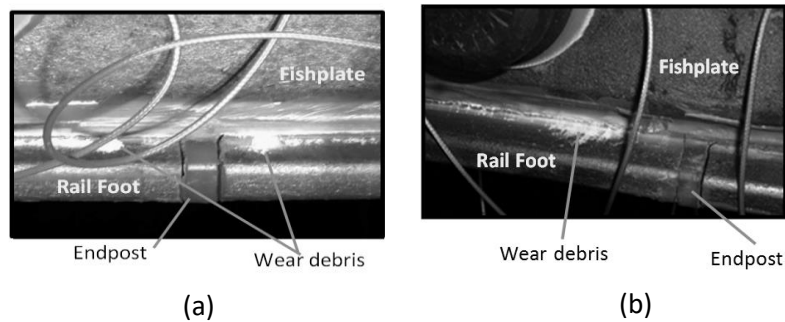 Fishplate
Rail Foot
Endpost
Wear debris
(a)
Fishplate
Rail Foot
Wear debris
Endpost
(b)